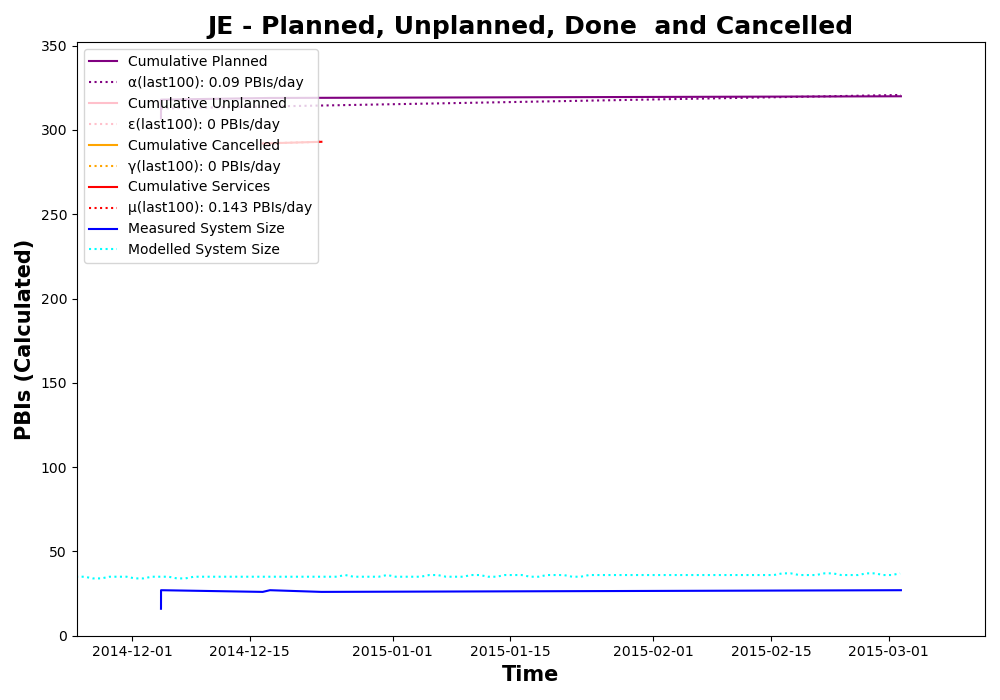 JE - Planned, Unplanned, Done  and Cancelled
350
300
250
200
150
100
50
0
PBIs (Calculated)
Cumulative Planned
α(last100): 0.09 PBIs/day
Cumulative Unplanned
ε(last100): 0 PBIs/day
Cumulative Cancelled
γ(last100): 0 PBIs/day
Cumulative Services
μ(last100): 0.143 PBIs/day
Measured System Size
Modelled System Size
2014-12-01 2014-12-15 2015-01-01 2015-01-15 2015-02-01 2015-02-15 2015-03-01
Time